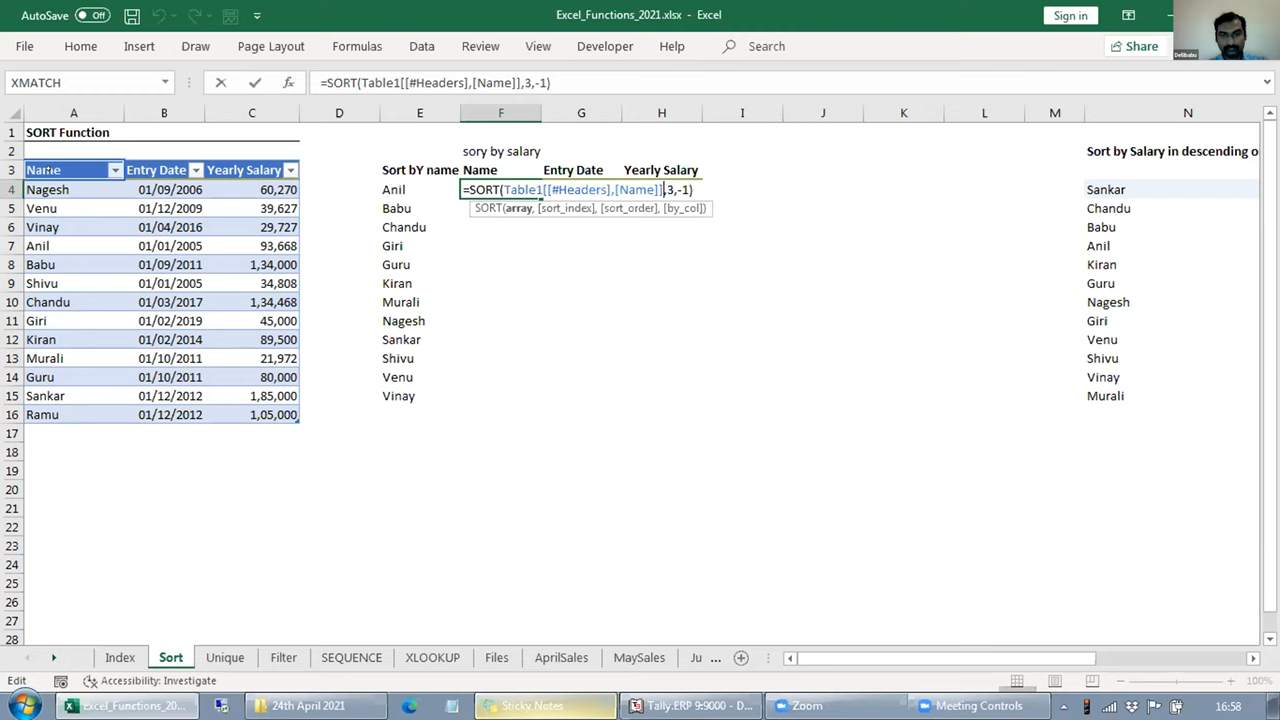 AutoSave Off
Excel_Functions_2021.xlsx - Excel
Sign in
Dellibabu
File Home Insert Draw Page Layout Formulas Data Review View Developer Help Search Share
XMATCH
=SORT(Table1[[#Headers],[Name]],3,-1)
A B C D E F G H I J K L M N
1 SORT Function
2 sory by salary Sort by Salary in descending o
3 Name Entry Date Yearly Salary Sort bY name Name Entry Date Yearly Salary
4 Nagesh 01/09/2006 60,270 Anil =SORT(Table1[[#Headers],[Name]],3,-1) Sankar
5 Venu 01/12/2009 39,627 Babu SORT(array, [sort_index], [sort_order], [by_col]) Chandu
6 Vinay 01/04/2016 29,727 Chandu Babu
7 Anil 01/01/2005 93,668 Giri Anil
8 Babu 01/09/2011 1,34,000 Guru Kiran
9 Shivu 01/01/2005 34,808 Kiran Guru
10 Chandu 01/03/2017 1,34,468 Murali Nagesh
11 Giri 01/02/2019 45,000 Nagesh Giri
12 Kiran 01/02/2014 89,500 Sankar Venu
13 Murali 01/10/2011 21,972 Shivu Shivu
14 Guru 01/10/2011 80,000 Venu Vinay
15 Sankar 01/12/2012 1,85,000 Vinay Murali
16 Ramu 01/12/2012 1,05,000
17
18
19
20
21
22
23
24
25
26
27
28
Index Sort Unique Filter SEQUENCE XLOOKUP Files AprilSales MaySales Ju ...
Edit Accessibility: Investigate 100%
Excel_Functions_20... 24th April 2021 Sticky Notes Tally.ERP 9:9000 - D... Zoom Meeting Controls 16:58